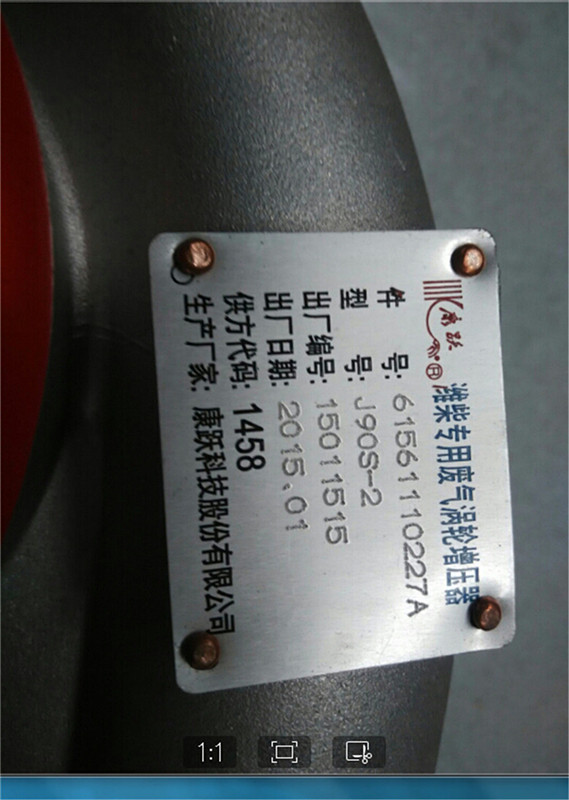 康跃 ® 潍柴专用废气涡轮增压器
件 号: 61561110227A
型 号: J90S-2
出厂编号: 15011515
出厂日期: 2015.01
供方代码: 1458
生产厂家: 康跃科技股份有限公司
1:1